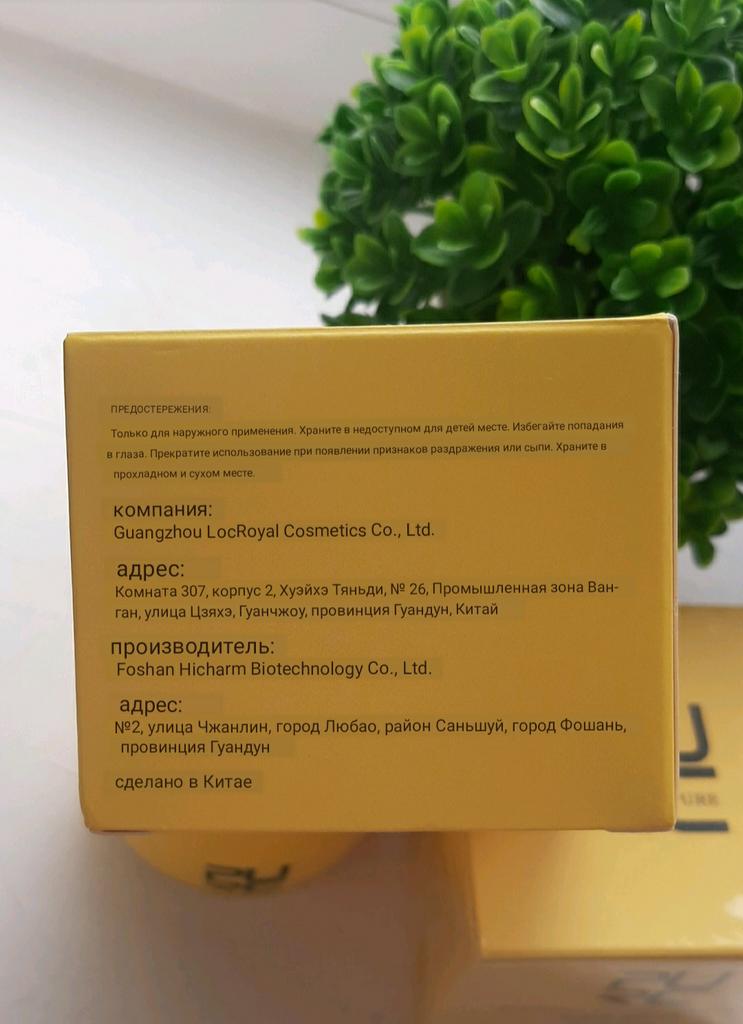 ПРЕДОСТЕРЕЖЕНИЯ:
Только для наружного применения. Храните в недоступном для детей месте. Избегайте попадания
в глаза. Прекратите использование при появлении признаков раздражения или сыпи. Храните в
прохладном и сухом месте.
компания:
Guangzhou LocRoyal Cosmetics Co., Ltd.
адрес:
Комната 307, корпус 2, Хуэйхэ Тяньди, № 26, Промышленная зона Ван-
ган, улица Цзяхэ, Гуанчжоу, провинция Гуандун, Китай
производитель:
Foshan Hicharm Biotechnology Co., Ltd.
адрес:
№2, улица Чжанлин, город Любао, район Саньшуй, город Фошань,
провинция Гуандун
сделано в Китае